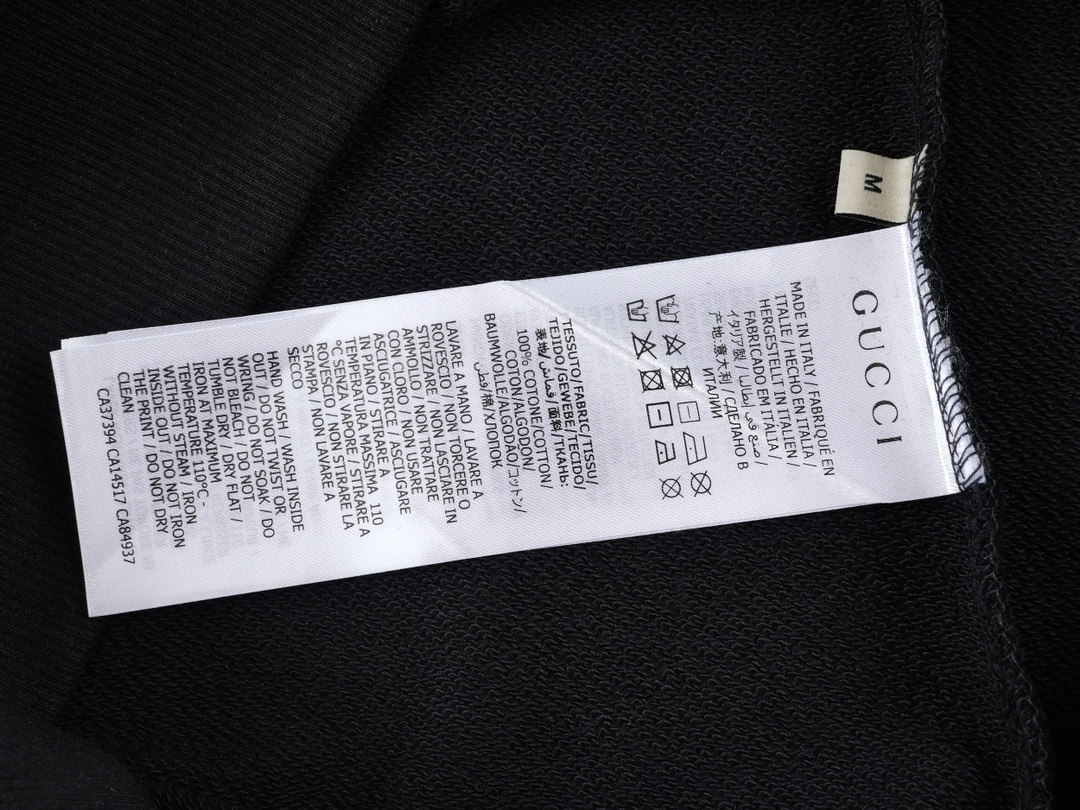 M
GUCCI
MADE IN ITALY / FABRIQUÉ EN
ITALIE / HECHO EN ITALIA /
HERGESTELLT IN ITALIEN /
FABRICADO EM ITÁLIA /
イタリア製 / صنع في إيطاليا /
产地:意大利 / СДЕЛАНО В
ИТАЛИИ
TESSUTO/FABRIC/TISSU/
TEJIDO/GEWEBE/TECIDO/
表地/ قماش/ 面料/ТКАНЬ:
100% COTONE/COTTON/
COTON/ALGODÃO/コットン/
BAUMWOLLE/قطن/棉/ХЛОПОК
LAVARE A MANO / LAVARE A
ROVESCIO / NON TORCERE O
STRIZZARE / NON LASCIARE IN
AMMOLLO / NON TRATTARE
CON CLORO / NON USARE
ASCIUGATRICE / ASCIUGARE
IN PIANO / STIRARE A
TEMPERATURA MASSIMA 110
°C SENZA VAPORE / STIRARE A
ROVESCIO / NON STIRARE LA
STAMPA / NON LAVARE A
SECCO
HAND WASH / WASH INSIDE
OUT / DO NOT TWIST OR
WRING / DO NOT SOAK / DO
NOT BLEACH / DO NOT
TUMBLE DRY / DRY FLAT /
IRON AT MAXIMUM
TEMPERATURE 110°C -
WITHOUT STEAM / IRON
INSIDE OUT / DO NOT IRON
THE PRINT / DO NOT DRY
CLEAN
CA37394 CA14517 CA84937